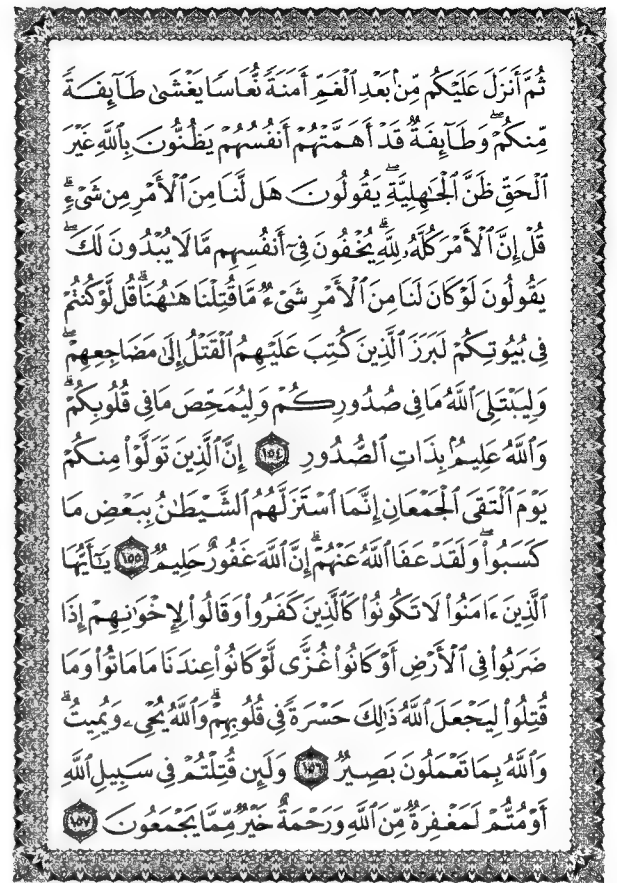 ثُمَّ أَنزَلَ عَلَيْكُم مِّنۢ بَعْدِ ٱلْغَمِّ أَمَنَةً نُّعَاسًا يَغْشَىٰ طَآئِفَةً
مِّنكُمْۖ وَطَآئِفَةٌ قَدْ أَهَمَّتْهُمْ أَنفُسُهُمْ يَظُنُّونَ بِٱللَّهِ غَيْرَ
ٱلْحَقِّ ظَنَّ ٱلْجَٰهِلِيَّةِۖ يَقُولُونَ هَل لَّنَا مِنَ ٱلْأَمْرِ مِن شَىْءٍۗ
قُلْ إِنَّ ٱلْأَمْرَ كُلَّهُۥ لِلَّهِۗ يُخْفُونَ فِىٓ أَنفُسِهِم مَّا لَا يُبْدُونَ لَكَۖ
يَقُولُونَ لَوْ كَانَ لَنَا مِنَ ٱلْأَمْرِ شَىْءٌ مَّا قُتِلْنَا هَٰهُنَاۗ قُل لَّوْ كُنتُمْ
فِى بُيُوتِكُمْ لَبَرَزَ ٱلَّذِينَ كُتِبَ عَلَيْهِمُ ٱلْقَتْلُ إِلَىٰ مَضَاجِعِهِمْۖ
وَلِيَبْتَلِىَ ٱللَّهُ مَا فِى صُدُورِكُمْ وَلِيُمَحِّصَ مَا فِى قُلُوبِكُمْۗ
وَٱللَّهُ عَلِيمٌۢ بِذَاتِ ٱلصُّدُورِ ١٥٤ إِنَّ ٱلَّذِينَ تَوَلَّوْا۟ مِنكُمْ
يَوْمَ ٱلْتَقَى ٱلْجَمْعَانِ إِنَّمَا ٱسْتَزَلَّهُمُ ٱلشَّيْطَٰنُ بِبَعْضِ مَا
كَسَبُوا۟ۖ وَلَقَدْ عَفَا ٱللَّهُ عَنْهُمْۗ إِنَّ ٱللَّهَ غَفُورٌ حَلِيمٌ ١٥٥ يَٰٓأَيُّهَا
ٱلَّذِينَ ءَامَنُوا۟ لَا تَكُونُوا۟ كَٱلَّذِينَ كَفَرُوا۟ وَقَالُوا۟ لِإِخْوَٰنِهِمْ إِذَا
ضَرَبُوا۟ فِى ٱلْأَرْضِ أَوْ كَانُوا۟ غُزًّى لَّوْ كَانُوا۟ عِندَنَا مَا مَاتُوا۟ وَمَا
قُتِلُوا۟ لِيَجْعَلَ ٱللَّهُ ذَٰلِكَ حَسْرَةً فِى قُلُوبِهِمْۗ وَٱللَّهُ يُحْىِۦ وَيُمِيتُۗ
وَٱللَّهُ بِمَا تَعْمَلُونَ بَصِيرٌ ١٥٦ وَلَئِن قُتِلْتُمْ فِى سَبِيلِ ٱللَّهِ
أَوْ مُتُّمْ لَمَغْفِرَةٌ مِّنَ ٱللَّهِ وَرَحْمَةٌ خَيْرٌ مِّمَّا يَجْمَعُونَ ١٥٧